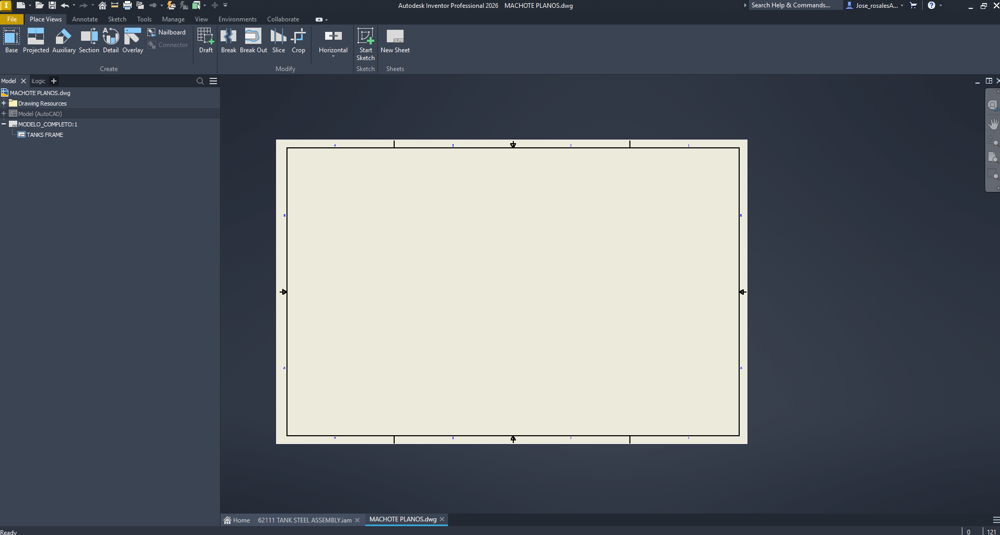 Autodesk Inventor Professional 2026 MACHOTE PLANOS.dwg
Search Help & Commands...
Jose_rosalesA...
File Place Views Annotate Sketch Tools Manage View Environments Collaborate
Base Projected Auxiliary Section Detail Overlay
Nailboard
Connector
Draft Break Break Out Slice Crop Horizontal Start Sketch New Sheet
Create Modify Sketch Sheets
Model iLogic
MACHOTE PLANOS.dwg
Drawing Resources
Model (AutoCAD)
MODELO_COMPLETO:1
TANKS FRAME
4 3 2 1
B B
A A
4 3 2 1
Home 62111 TANK STEEL ASSEMBLY.iam MACHOTE PLANOS.dwg
Ready 0 121